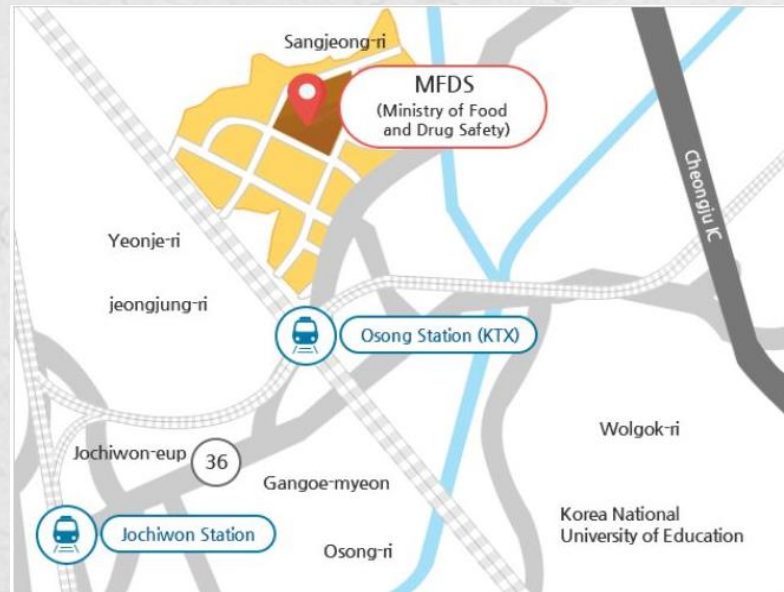 Sangjeong-ri
MFDS
(Ministry of Food
and Drug Safety)
Cheongju IC
Yeonje-ri
jeongjung-ri
Osong Station (KTX)
Wolgok-ri
Jochiwon-eup
36
Gangoe-myeon
Korea National
University of Education
Jochiwon Station
Osong-ri